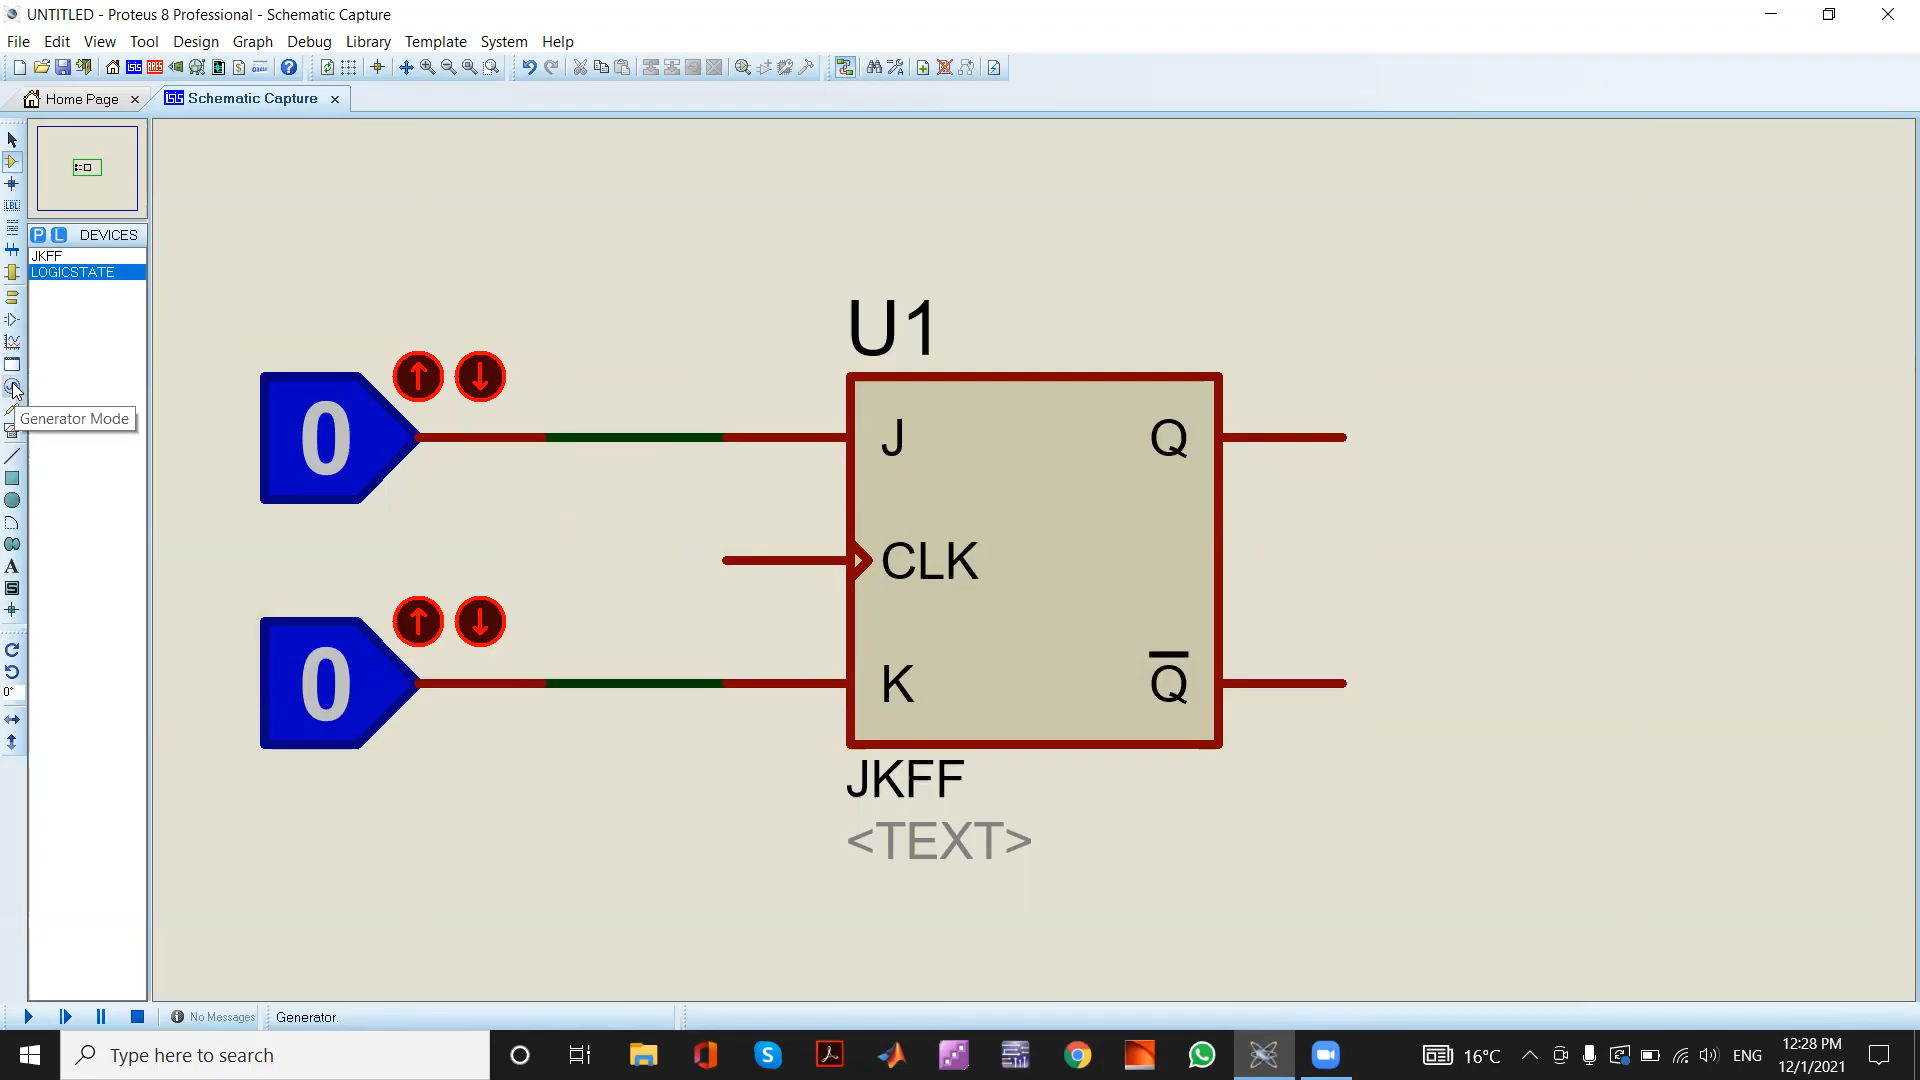 UNTITLED - Proteus 8 Professional - Schematic Capture
File Edit View Tool Design Graph Debug Library Template System Help
Home Page
Schematic Capture
DEVICES
P L
JKFF
LOGICSTATE
LBL
Generator Mode
A
S
0°
U1
0
J
Q
CLK
0
K
Q
JKFF
<TEXT>
No Messages
Generator.
Type here to search
16°C
ENG
12:28 PM
12/1/2021